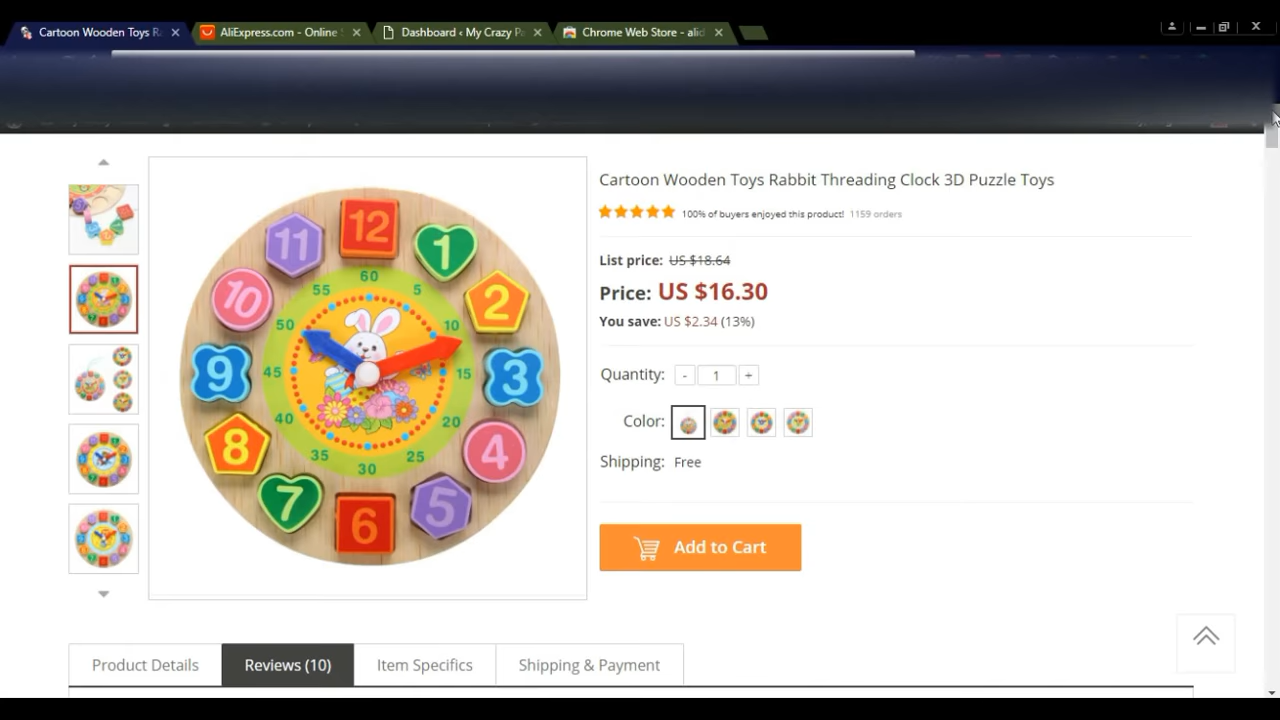 Cartoon Wooden Toys R
AliExpress.com - Online
Dashboard ‹ My Crazy P
Chrome Web Store - alid
Cartoon Wooden Toys Rabbit Threading Clock 3D Puzzle Toys
100% of buyers enjoyed this product! 1159 orders
List price: US $18.64
Price: US $16.30
You save: US $2.34 (13%)
Quantity: - 1 +
Color:
Shipping: Free
Add to Cart
12
11
1
10
2
9
3
8
4
7
5
6
60
55
5
50
10
45
15
40
20
35
25
30
Product Details
Reviews (10)
Item Specifics
Shipping & Payment